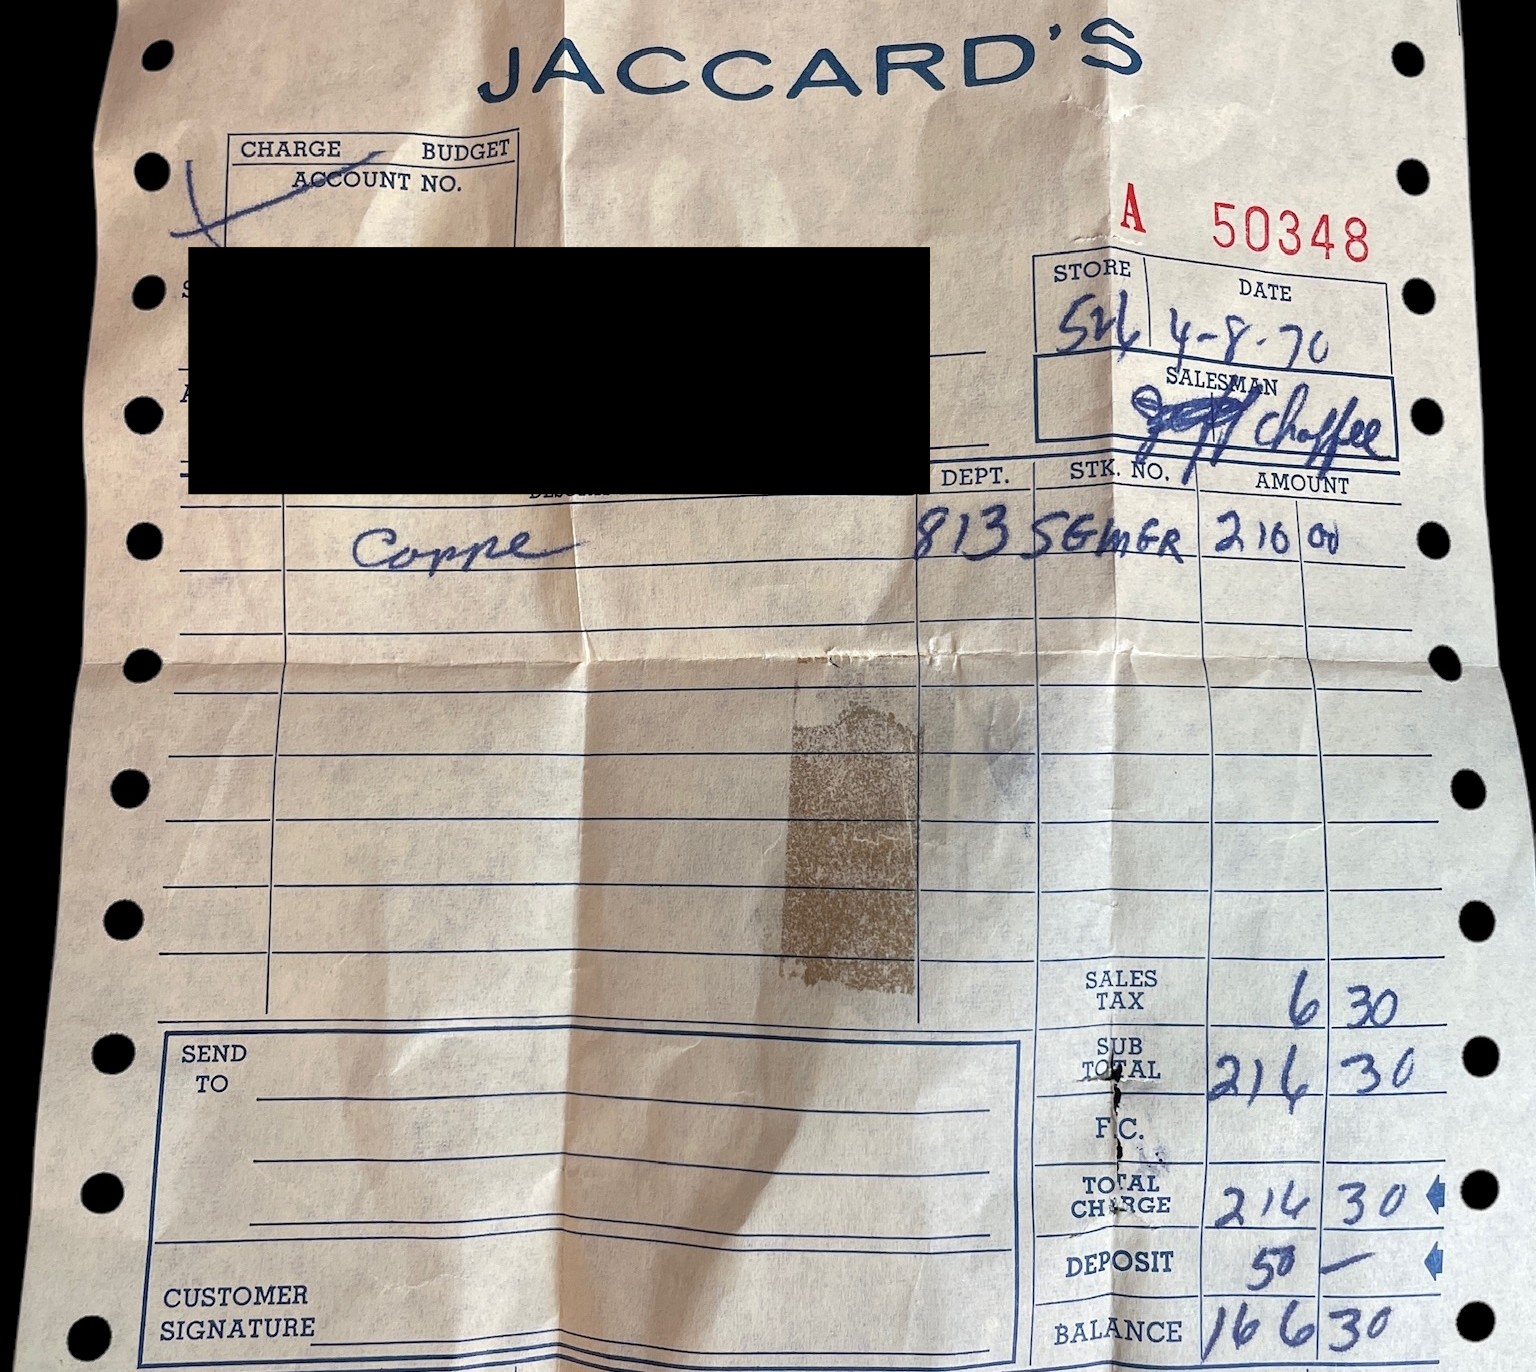 JACCARD'S
CHARGE BUDGET
ACCOUNT NO.
A 50348
STORE DATE
4-8-70
SALESMAN
Chaffee
DEPT. STK. NO. AMOUNT
Coppe 813 SEMGR 210 00
SALES TAX 6 30
SUB TOTAL 216 30
F.C.
TOTAL CHARGE 216 30
DEPOSIT 50 —
BALANCE 166 30
SEND TO
CUSTOMER SIGNATURE